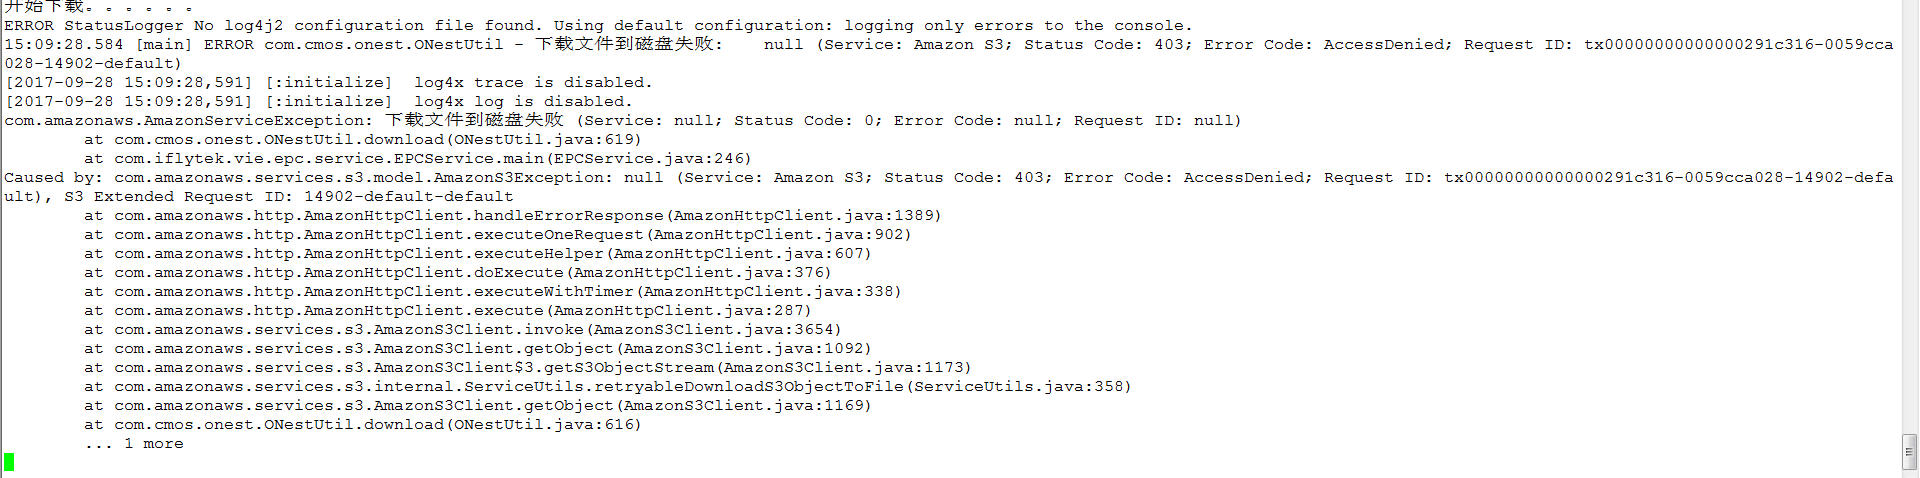 开始下载。。。。。。
ERROR StatusLogger No log4j2 configuration file found. Using default configuration: logging only errors to the console.
15:09:28.584 [main] ERROR com.cmos.onest.ONestUtil - 下载文件到磁盘失败:    null (Service: Amazon S3; Status Code: 403; Error Code: AccessDenied; Request ID: tx00000000000000291c316-0059cca
028-14902-default)
[2017-09-28 15:09:28,591] [:initialize]  log4x trace is disabled.
[2017-09-28 15:09:28,591] [:initialize]  log4x log is disabled.
com.amazonaws.AmazonServiceException: 下载文件到磁盘失败 (Service: null; Status Code: 0; Error Code: null; Request ID: null)
        at com.cmos.onest.ONestUtil.download(ONestUtil.java:619)
        at com.iflytek.vie.epc.service.EPCService.main(EPCService.java:246)
Caused by: com.amazonaws.services.s3.model.AmazonS3Exception: null (Service: Amazon S3; Status Code: 403; Error Code: AccessDenied; Request ID: tx00000000000000291c316-0059cca028-14902-defa
ult), S3 Extended Request ID: 14902-default-default
        at com.amazonaws.http.AmazonHttpClient.handleErrorResponse(AmazonHttpClient.java:1389)
        at com.amazonaws.http.AmazonHttpClient.executeOneRequest(AmazonHttpClient.java:902)
        at com.amazonaws.http.AmazonHttpClient.executeHelper(AmazonHttpClient.java:607)
        at com.amazonaws.http.AmazonHttpClient.doExecute(AmazonHttpClient.java:376)
        at com.amazonaws.http.AmazonHttpClient.executeWithTimer(AmazonHttpClient.java:338)
        at com.amazonaws.http.AmazonHttpClient.execute(AmazonHttpClient.java:287)
        at com.amazonaws.services.s3.AmazonS3Client.invoke(AmazonS3Client.java:3654)
        at com.amazonaws.services.s3.AmazonS3Client.getObject(AmazonS3Client.java:1092)
        at com.amazonaws.services.s3.AmazonS3Client$3.getS3ObjectStream(AmazonS3Client.java:1173)
        at com.amazonaws.services.s3.internal.ServiceUtils.retryableDownloadS3ObjectToFile(ServiceUtils.java:358)
        at com.amazonaws.services.s3.AmazonS3Client.getObject(AmazonS3Client.java:1169)
        at com.cmos.onest.ONestUtil.download(ONestUtil.java:616)
        ... 1 more